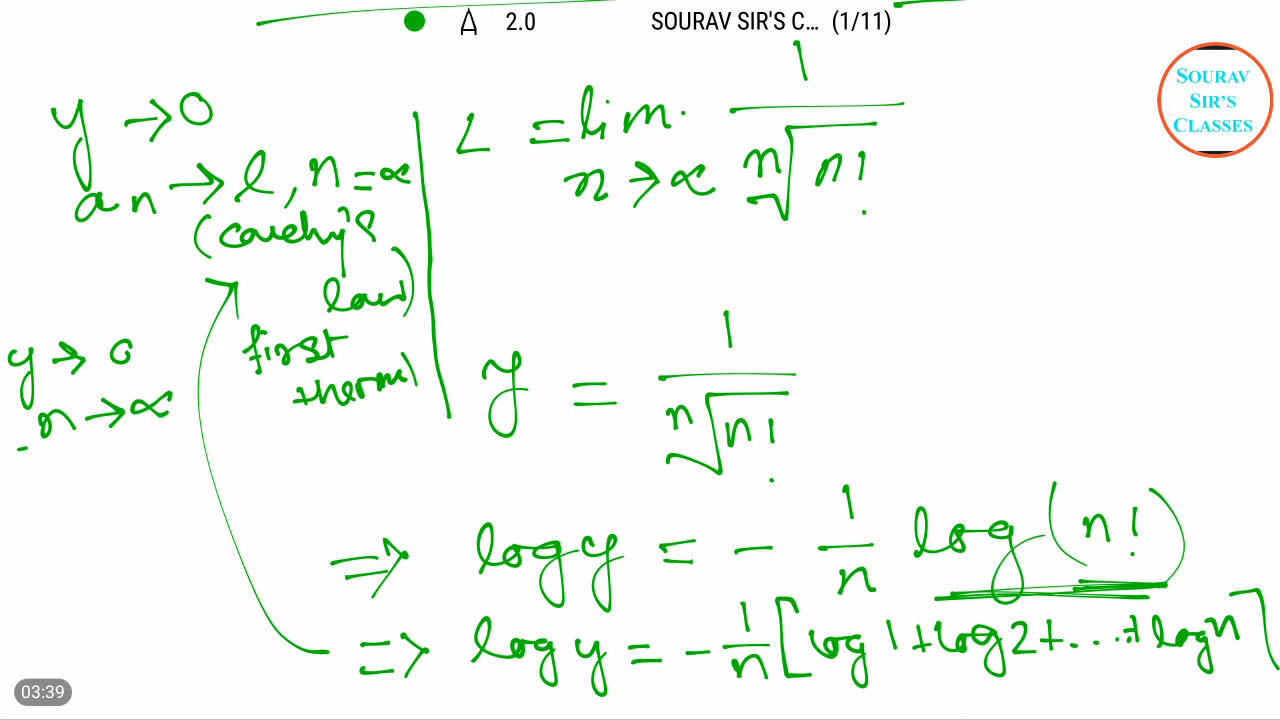 2.0 SOURAV SIR'S C... (1/11)
SOURAV
SIR'S
CLASSES
y → 0
an → l, n = ∝
(Cauchy's
law)
first
therm)
y → 0
n → ∝
L = lim. 1/ⁿ√n!
n → ∝
y = 1/ⁿ√n!
⇒ log y = - 1/n log (n!)
⇒ log y = - 1/n [log 1 + log 2 + ... + log n]
03:39